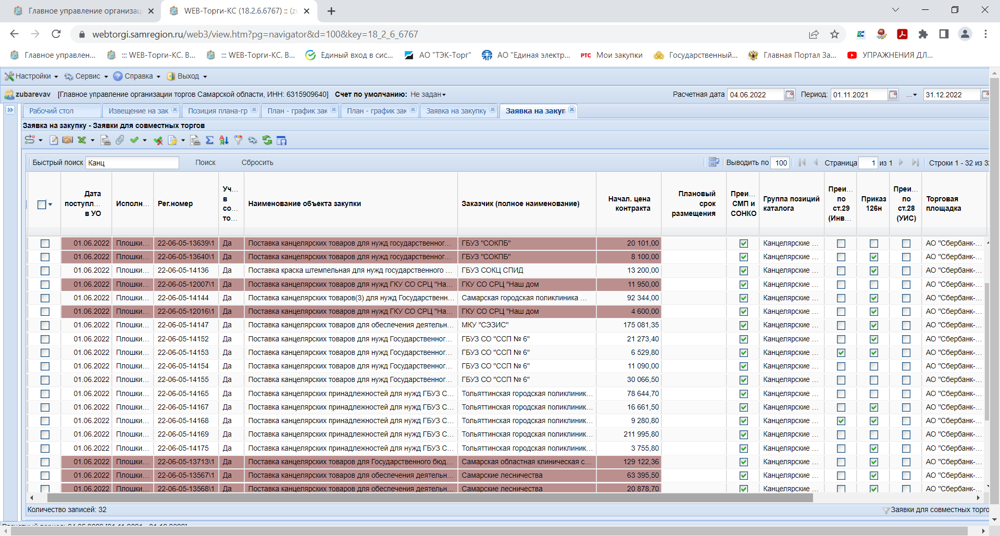 Главное управление организац
WEB-Торги-КС (18.2.6.6767) :: (zu
webtorgi.samregion.ru/web3/view.htm?pg=navigator&d=100&key=18_2_6_6767
Главное управлен... ::: WEB-Торги-КС. В... ::: WEB-Торги-КС. В... Единый вход в сис... АО "ТЭК-Торг" АО "Единая электр... РТС Мои закупки Государственный... Главная Портал За... УПРАЖНЕНИЯ ДЛ...
Настройки Сервис Справка Выход
zubarevav [Главное управление организации торгов Самарской области, ИНН: 6315909640] Счет по умолчанию: Не задан Расчетная дата 04.06.2022 Период: 01.11.2021 ... 31.12.2022
Рабочий стол Извещение на зак Позиция плана-гр План - график зак План - график зак Заявка на закупку Заявка на закуп
Заявка на закупку - Заявки для совместных торгов
Быстрый поиск Канц Поиск Сбросить Выводить по 100 Страница 1 из 1 Строки 1 - 32 из 32
Дата поступл... в УО Исполн... Рег.номер Уч... в со... то... Наименование объекта закупки Заказчик (полное наименование) Начал. цена контракта Плановый срок размещения Преи... СМП и СОНКО Группа позиций каталога Преи... по ст.29 (Инв... Приказ 126н Преи... по ст.28 (УИС) Торговая площадка
01.06.2022 Плошки... 22-06-05-13639\1 Да Поставка канцелярских товаров для нужд государственног... ГБУЗ "СОКПБ" 20 101,00 Канцелярские ... АО "Сбербанк-...
01.06.2022 Плошки... 22-06-05-13640\1 Да Поставка канцелярских товаров для нужд государственног... ГБУЗ "СОКПБ" 8 100,00 Канцелярские ... АО "Сбербанк-...
01.06.2022 Плошки... 22-06-05-14136 Да Поставка краска штемпельная для нужд государственного ... ГБУЗ СОКЦ СПИД 13 200,00 Канцелярские ... АО "Сбербанк-...
01.06.2022 Плошки... 22-06-05-12007\1 Да Поставка канцелярских товаров для нужд ГКУ СО СРЦ "На... ГКУ СО СРЦ "Наш дом 11 950,00 Канцелярские ... АО "Сбербанк-...
01.06.2022 Плошки... 22-06-05-14144 Да Поставка канцелярских товаров(3) для нужд Государственн... Самарская городская поликлиника ... 92 344,00 Канцелярские ... АО "Сбербанк-...
01.06.2022 Плошки... 22-06-05-12016\1 Да Поставка канцелярских товаров для нужд ГКУ СО СРЦ "На... ГКУ СО СРЦ "Наш дом 4 600,00 Канцелярские ... АО "Сбербанк-...
01.06.2022 Плошки... 22-06-05-14147 Да Поставка канцелярских товаров для обеспечения деятельн... МКУ "СЭЗИС" 175 081,35 Канцелярские ... АО "Сбербанк-...
01.06.2022 Плошки... 22-06-05-14152 Да Поставка канцелярских товаров для нужд Государственног... ГБУЗ СО "ССП № 6" 21 273,40 Канцелярские ... АО "Сбербанк-...
01.06.2022 Плошки... 22-06-05-14153 Да Поставка канцелярских товаров для нужд Государственног... ГБУЗ СО "ССП № 6" 6 529,80 Канцелярские ... АО "Сбербанк-...
01.06.2022 Плошки... 22-06-05-14154 Да Поставка канцелярских товаров для нужд Государственног... ГБУЗ СО "ССП № 6" 11 090,00 Канцелярские ... АО "Сбербанк-...
01.06.2022 Плошки... 22-06-05-14155 Да Поставка канцелярских товаров для нужд Государственног... ГБУЗ СО "ССП № 6" 30 066,50 Канцелярские ... АО "Сбербанк-...
01.06.2022 Плошки... 22-06-05-14165 Да Поставка канцелярских принадлежностей для нужд ГБУЗ С... Тольяттинская городская поликлиник... 78 644,70 Канцелярские ... АО "Сбербанк-...
01.06.2022 Плошки... 22-06-05-14167 Да Поставка канцелярских принадлежностей для нужд ГБУЗ С... Тольяттинская городская поликлиник... 16 661,50 Канцелярские ... АО "Сбербанк-...
01.06.2022 Плошки... 22-06-05-14168 Да Поставка канцелярских принадлежностей для нужд ГБУЗ С... Тольяттинская городская поликлиник... 9 280,80 Канцелярские ... АО "Сбербанк-...
01.06.2022 Плошки... 22-06-05-14169 Да Поставка канцелярских принадлежностей для нужд ГБУЗ С... Тольяттинская городская поликлиник... 211 995,80 Канцелярские ... АО "Сбербанк-...
01.06.2022 Плошки... 22-06-05-14175 Да Поставка канцелярских принадлежностей для нужд ГБУЗ С... Тольяттинская городская поликлиник... 3 755,80 Канцелярские ... АО "Сбербанк-...
01.06.2022 Плошки... 22-06-05-13713\1 Да Поставка канцелярских товаров для Государственного бюд... Самарская областная клиническая с... 129 122,36 Канцелярские ... АО "Сбербанк-...
01.06.2022 Плошки... 22-06-05-13567\1 Да Поставка канцелярских товаров для обеспечения деятельн... Самарские лесничества 63 395,50 Канцелярские ... АО "Сбербанк-...
01.06.2022 Плошки... 22-06-05-13568\1 Да Поставка канцелярских товаров для обеспечения деятельн... Самарские лесничества 20 878,70 Канцелярские ... АО "Сбербанк-...
Количество записей: 32 Заявки для совместных торго